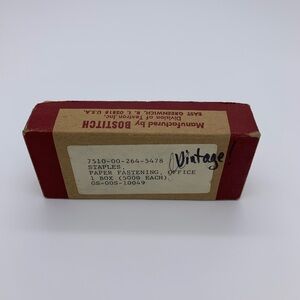 Manufactured by BOSTITCH
Division of Textron Inc.
EAST GREENWICH, R. I. 02818 U.S.A.
7510-00-264-5478
STAPLES,
PAPER FASTENING, OFFICE
1 BOX (5000 EACH)
GS-00S-10049
Vintage!